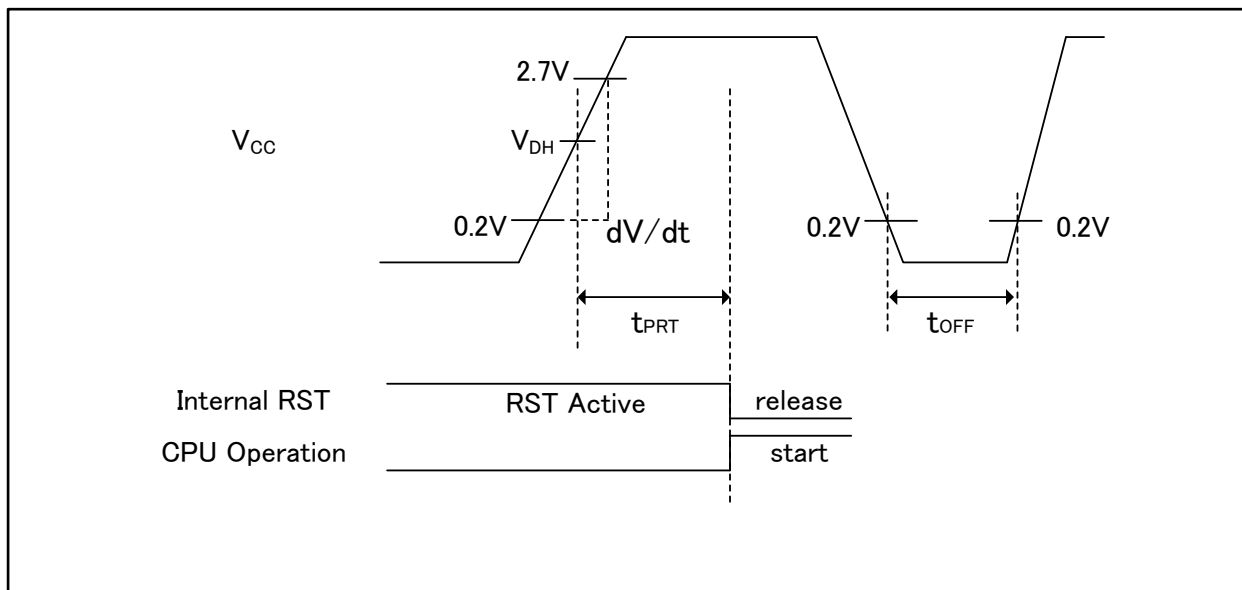 2.7V
VCC
VDH
0.2V
dV/dt
0.2V
0.2V
tPRT
tOFF
Internal RST
RST Active
release
CPU Operation
start